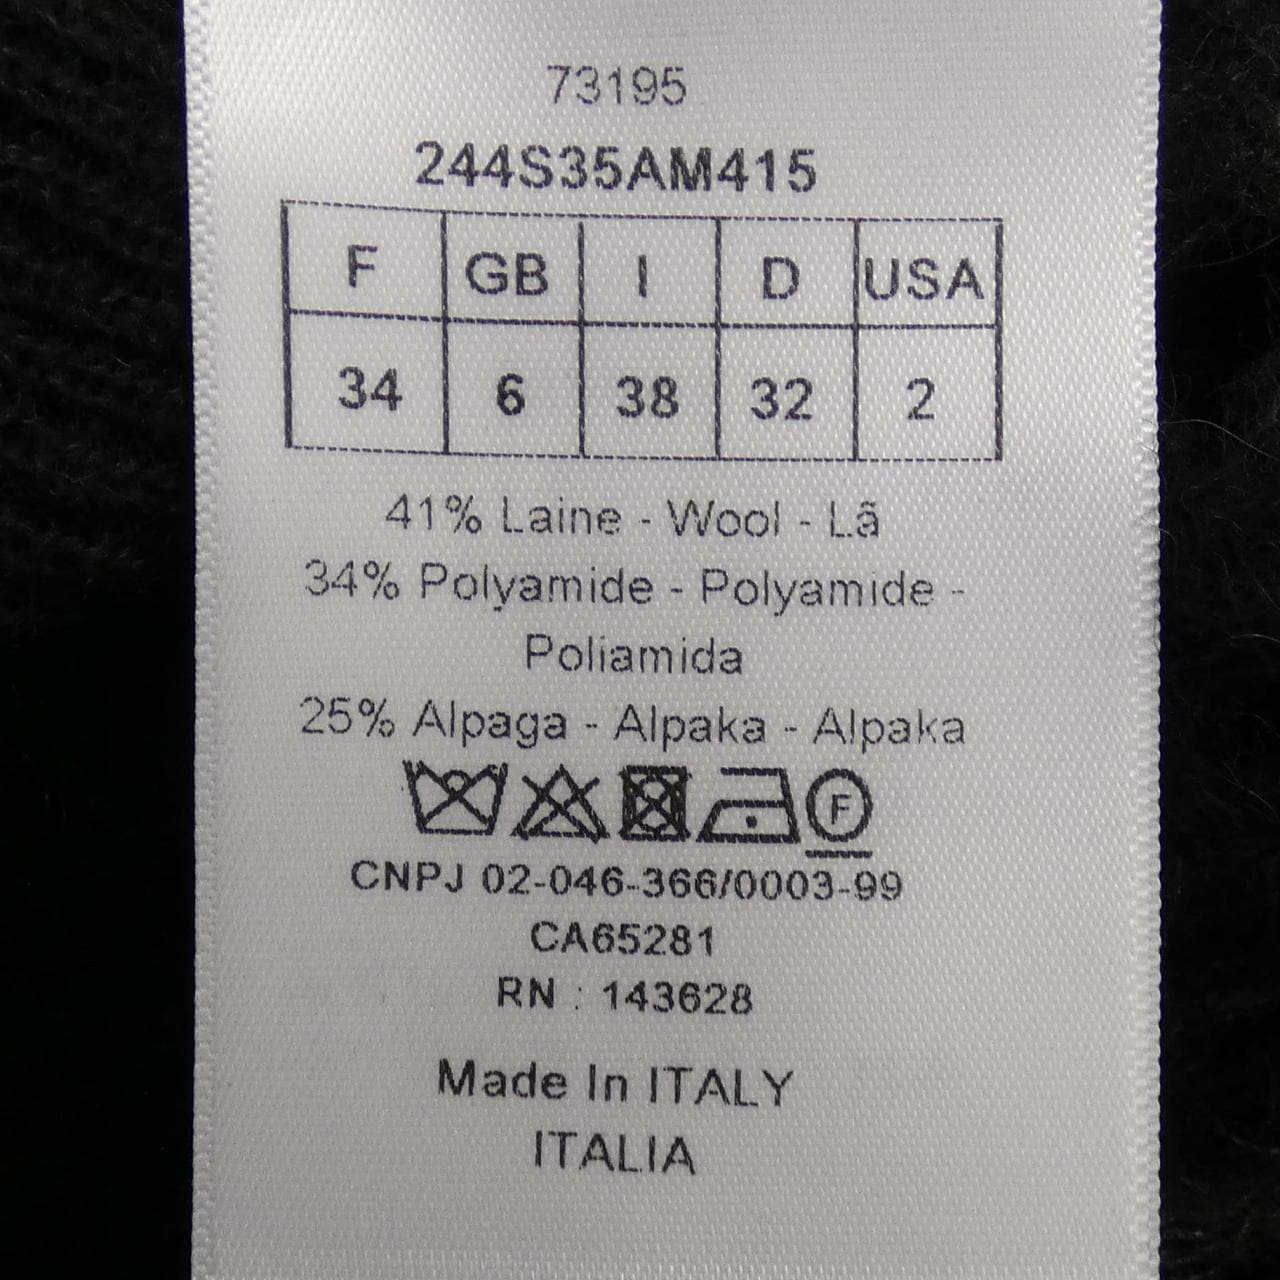 73195
244S35AM415
F GB I D USA
34 6 38 32 2
41% Laine - Wool - Lã
34% Polyamide - Polyamide -
Poliamida
25% Alpaga - Alpaka - Alpaka
F
CNPJ 02-046-366/0003-99
CA65281
RN : 143628
Made In ITALY
ITALIA